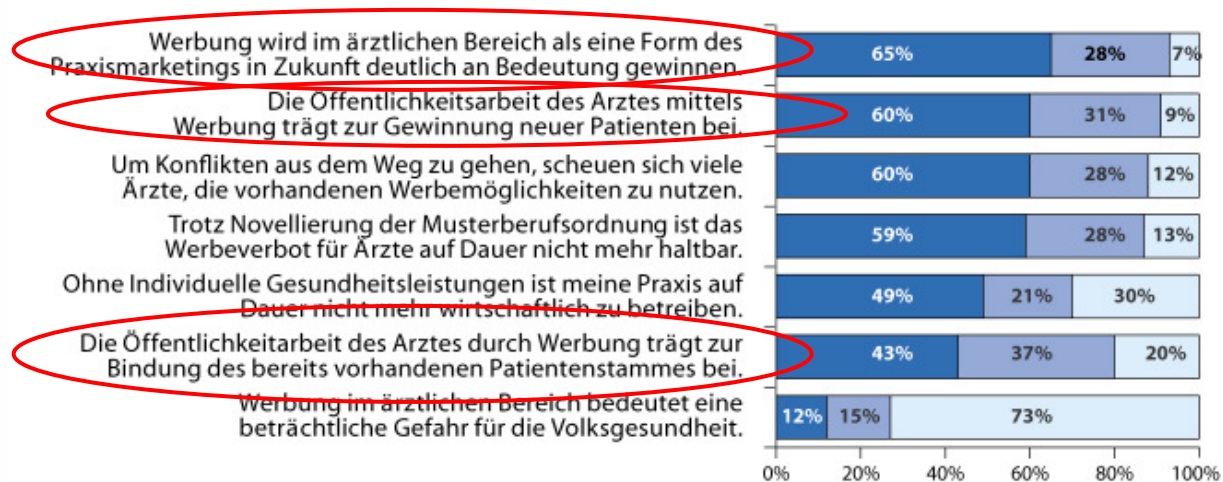 Werbung wird im ärztlichen Bereich als eine Form des
Praxismarketings in Zukunft deutlich an Bedeutung gewinnen.
65% 28% 7%
Die Öffentlichkeitsarbeit des Arztes mittels
Werbung trägt zur Gewinnung neuer Patienten bei.
60% 31% 9%
Um Konflikten aus dem Weg zu gehen, scheuen sich viele
Ärzte, die vorhandenen Werbemöglichkeiten zu nutzen.
60% 28% 12%
Trotz Novellierung der Musterberufsordnung ist das
Werbeverbot für Ärzte auf Dauer nicht mehr haltbar.
59% 28% 13%
Ohne Individuelle Gesundheitsleistungen ist meine Praxis auf
Dauer nicht mehr wirtschaftlich zu betreiben.
49% 21% 30%
Die Öffentlichkeitarbeit des Arztes durch Werbung trägt zur
Bindung des bereits vorhandenen Patientenstammes bei.
43% 37% 20%
Werbung im ärztlichen Bereich bedeutet eine
beträchtliche Gefahr für die Volksgesundheit.
12% 15% 73%
0% 20% 40% 60% 80% 100%